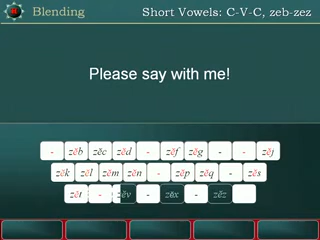 Blending
Short Vowels: C-V-C, zeb-zez
Please say with me!
- zĕb zĕc zĕd - zĕf zĕg - - zĕj
zĕk zĕl zĕm zĕn - zĕp zĕq - zĕs
zĕt - zĕv - zĕx - zĕz